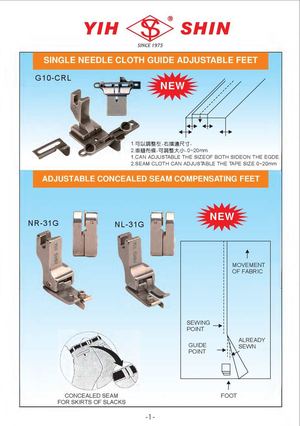 YIH YS ® SHIN
SINCE 1975
SINGLE NEEDLE CLOTH GUIDE ADJUSTABLE FEET
G10-CRL
NEW
1.可以調整左.右邊邊尺寸.
2.車縫布條.可調整大小.0~20mm
1.CAN ADJUSTABLE THE SIZEOF BOTH SIDEON THE EGDE.
2.SEAM CLOTH CAN ADJUSTABLE THE TAPE SIZE 0~20mm
ADJUSTABLE CONCEALED SEAM COMPENSATING FEET
NR-31G
NL-31G
NEW
MOVEMENT
OF FABRIC
SEWING
POINT
GUIDE
POINT
ALREADY
SEWN
FOOT
CONCEALED SEAM
FOR SKIRTS OF SLACKS
-1-